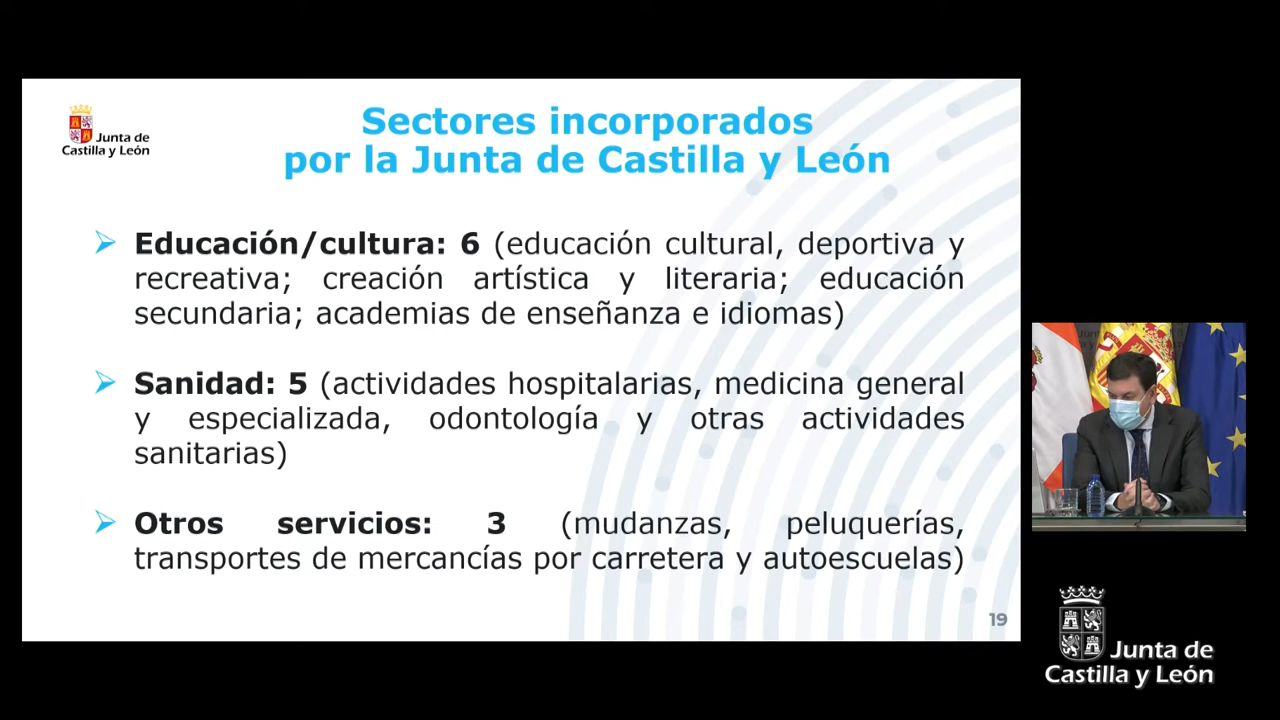 Junta de
Castilla y León
Sectores incorporados
por la Junta de Castilla y León
➢ Educación/cultura: 6 (educación cultural, deportiva y
recreativa; creación artística y literaria; educación
secundaria; academias de enseñanza e idiomas)
➢ Sanidad: 5 (actividades hospitalarias, medicina general
y especializada, odontología y otras actividades
sanitarias)
➢ Otros servicios: 3 (mudanzas, peluquerías,
transportes de mercancías por carretera y autoescuelas)
19
Junta de
Castilla y León